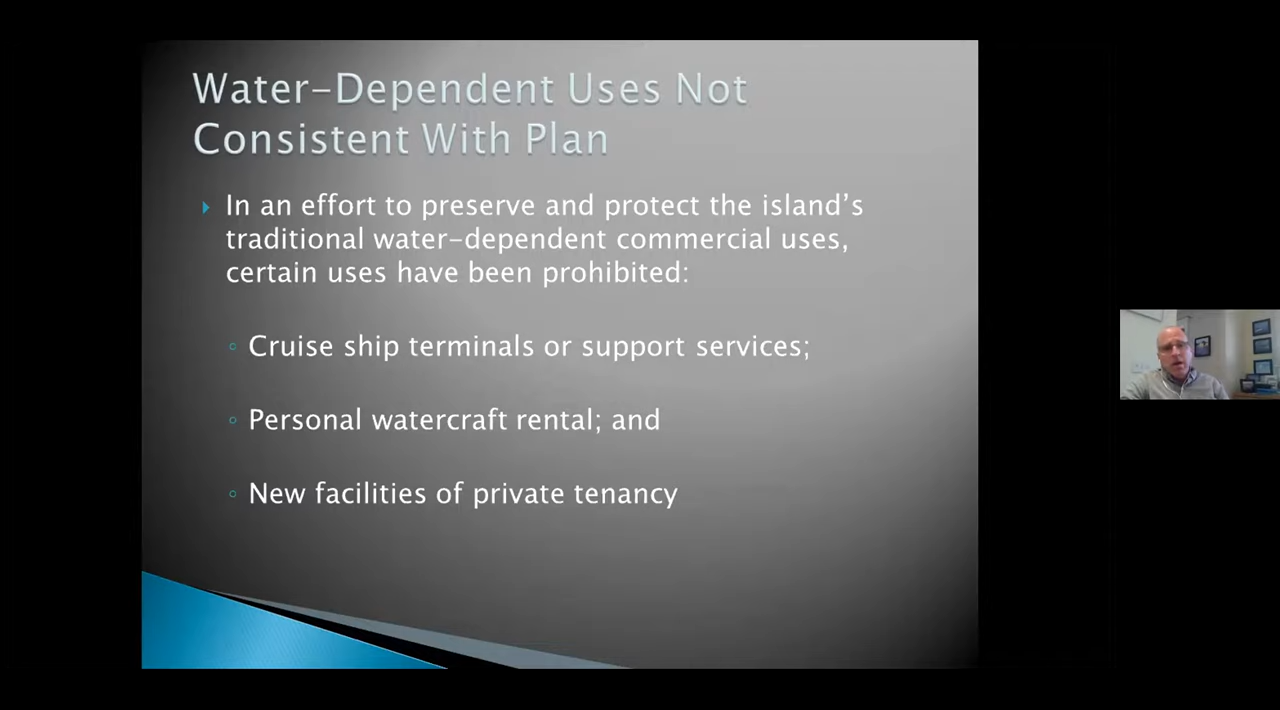 Water-Dependent Uses Not
Consistent With Plan
In an effort to preserve and protect the island's
traditional water-dependent commercial uses,
certain uses have been prohibited:
Cruise ship terminals or support services;
Personal watercraft rental; and
New facilities of private tenancy